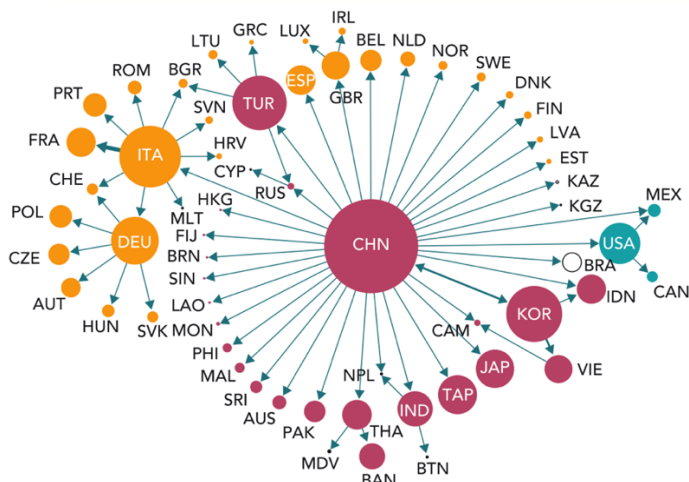 IRL
LUX
GRC
BEL
NLD
NOR
LTU
SWE
ROM
BGR
ESP
GBR
DNK
PRT
TUR
FIN
SVN
FRA
ITA
HRV
LVA
CYP
EST
CHE
RUS
KAZ
HKG
MEX
POL
MLT
KGZ
FIJ
DEU
CHN
USA
CZE
BRN
BRA
SIN
CAN
AUT
IDN
LAO
HUN
SVK
MON
CAM
KOR
PHI
MAL
NPL
JAP
VIE
SRI
AUS
TAP
PAK
THA
IND
MDV
BAN
BTN